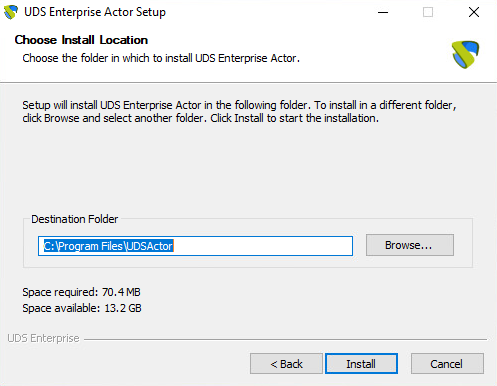 UDS Enterprise Actor Setup
Choose Install Location
Choose the folder in which to install UDS Enterprise Actor.
Setup will install UDS Enterprise Actor in the following folder. To install in a different folder,
click Browse and select another folder. Click Install to start the installation.
Destination Folder
C:\Program Files\UDSActor
Browse...
Space required: 70.4 MB
Space available: 13.2 GB
UDS Enterprise
< Back
Install
Cancel